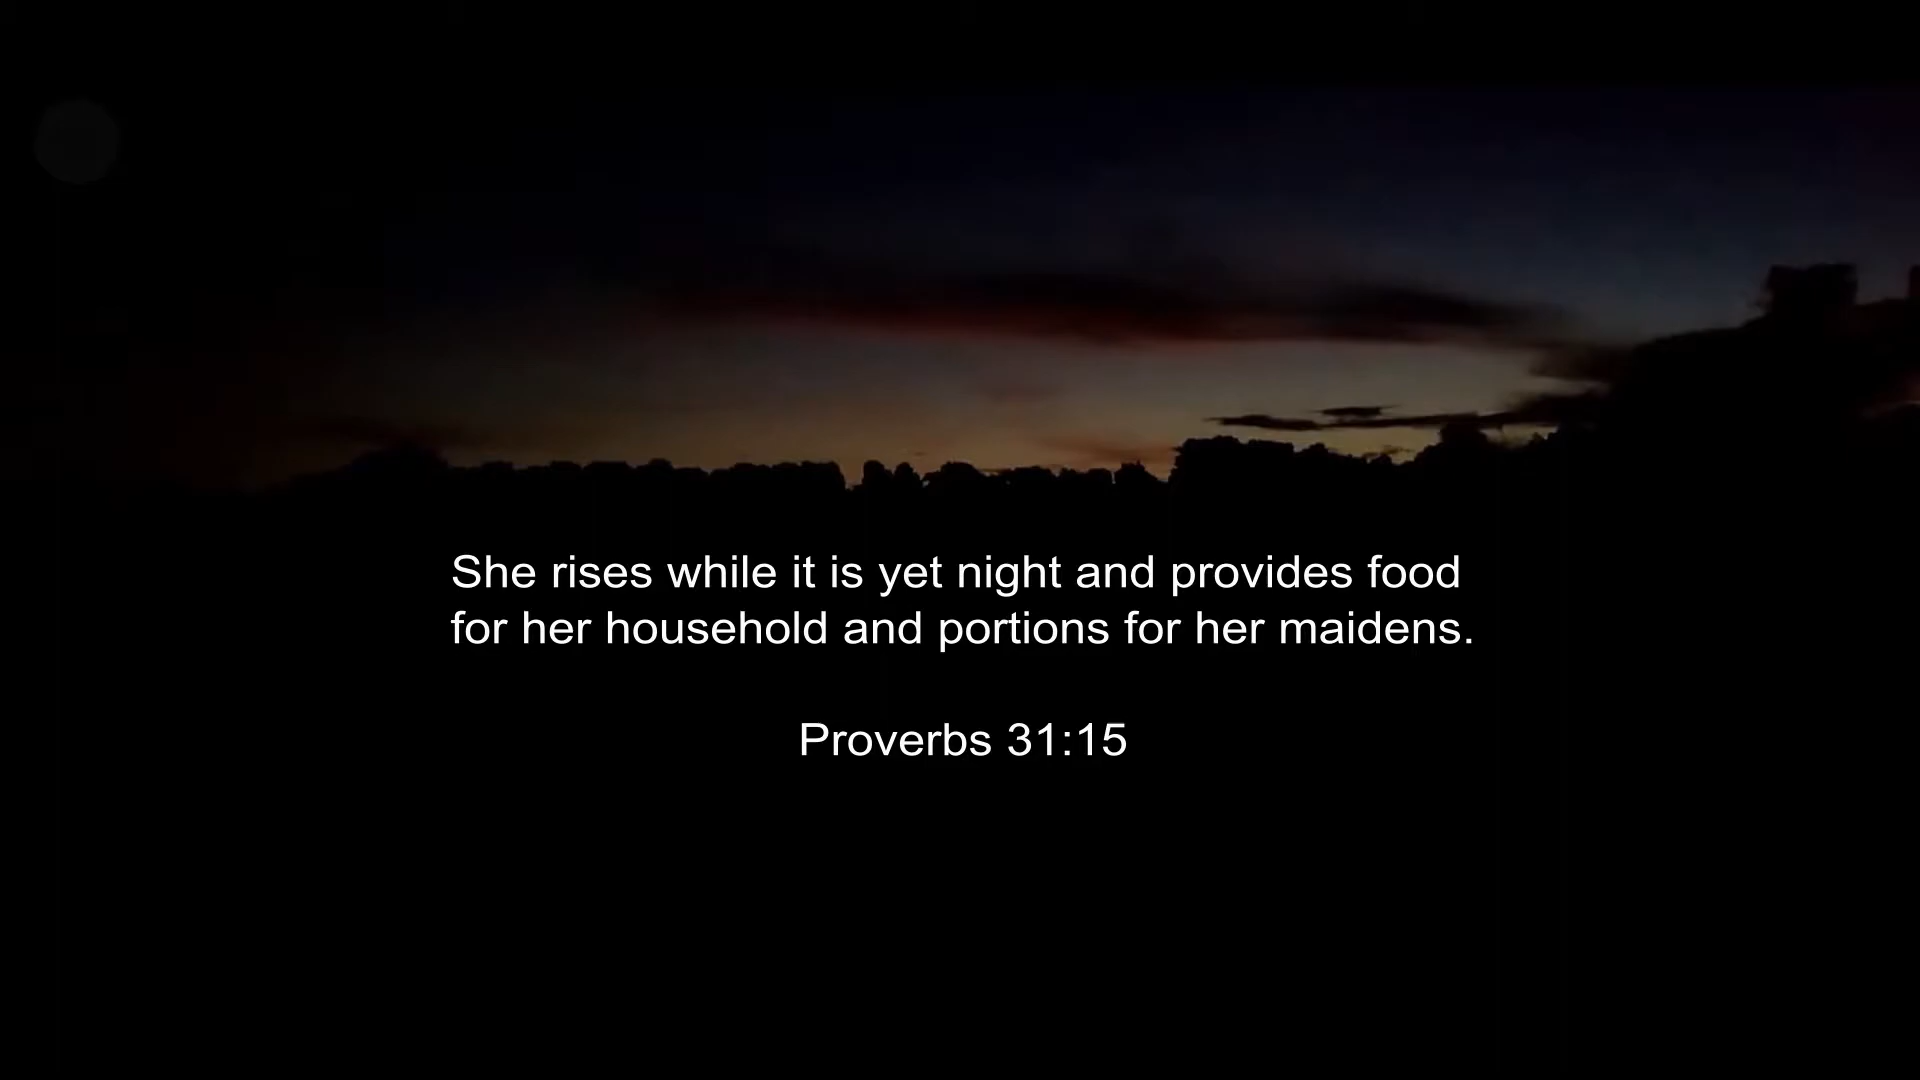 She rises while it is yet night and provides food
for her household and portions for her maidens.
Proverbs 31:15